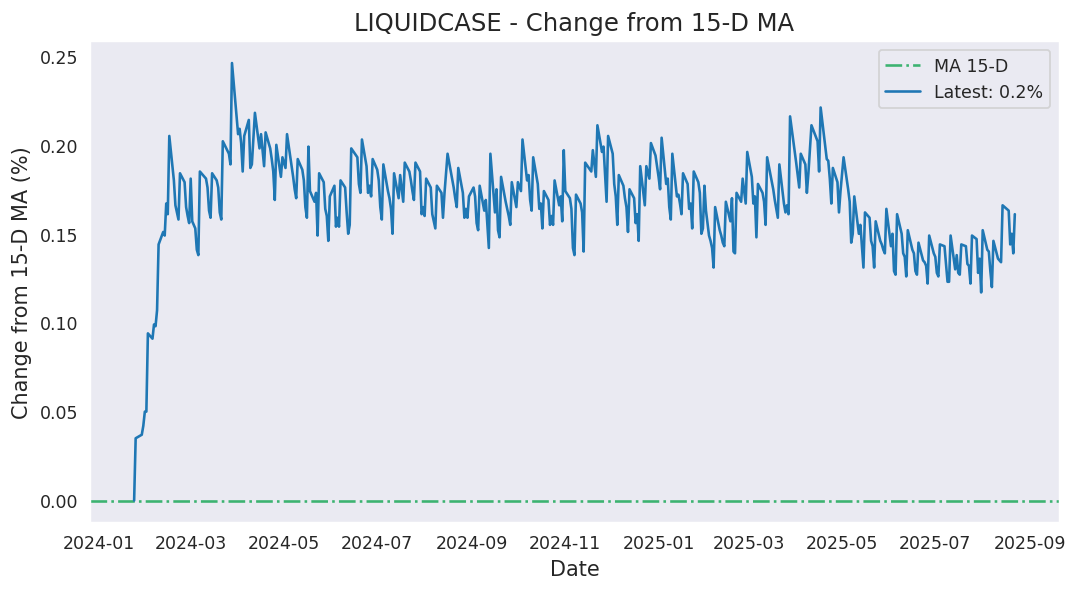 LIQUIDCASE - Change from 15-D MA
MA 15-D
Latest: 0.2%
Change from 15-D MA (%)
0.25
0.20
0.15
0.10
0.05
0.00
2024-01 2024-03 2024-05 2024-07 2024-09 2024-11 2025-01 2025-03 2025-05 2025-07 2025-09
Date